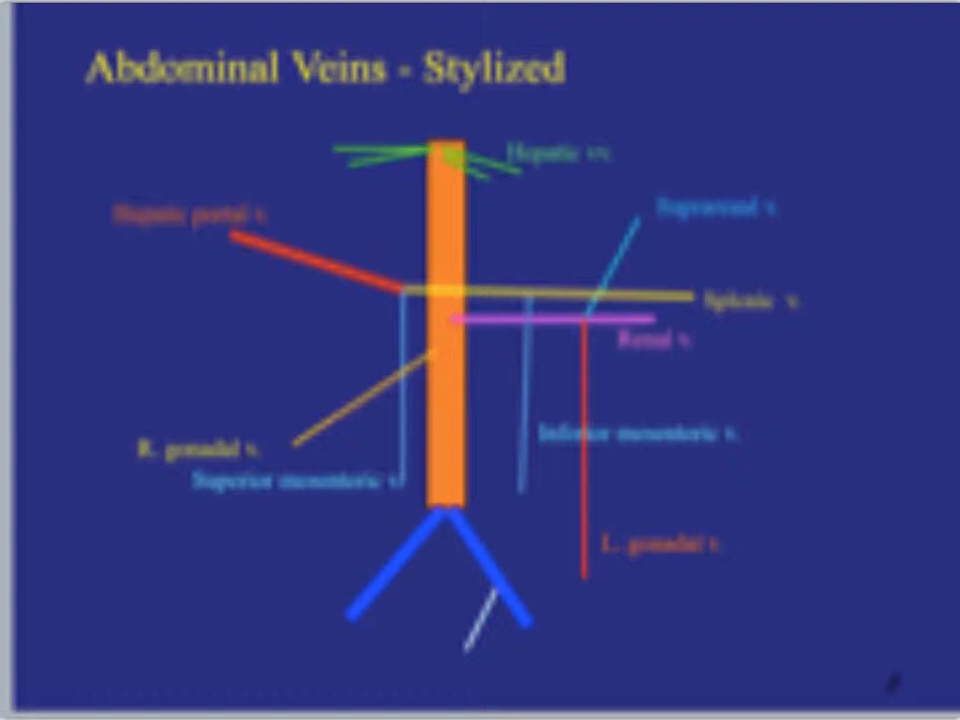 Abdominal Veins - Stylized
Hepatic vv.
Hepatic portal v.
Suprarenal v.
Splenic v.
Renal v.
Inferior mesenteric v.
R. gonadal v.
Superior mesenteric v.
L. gonadal v.